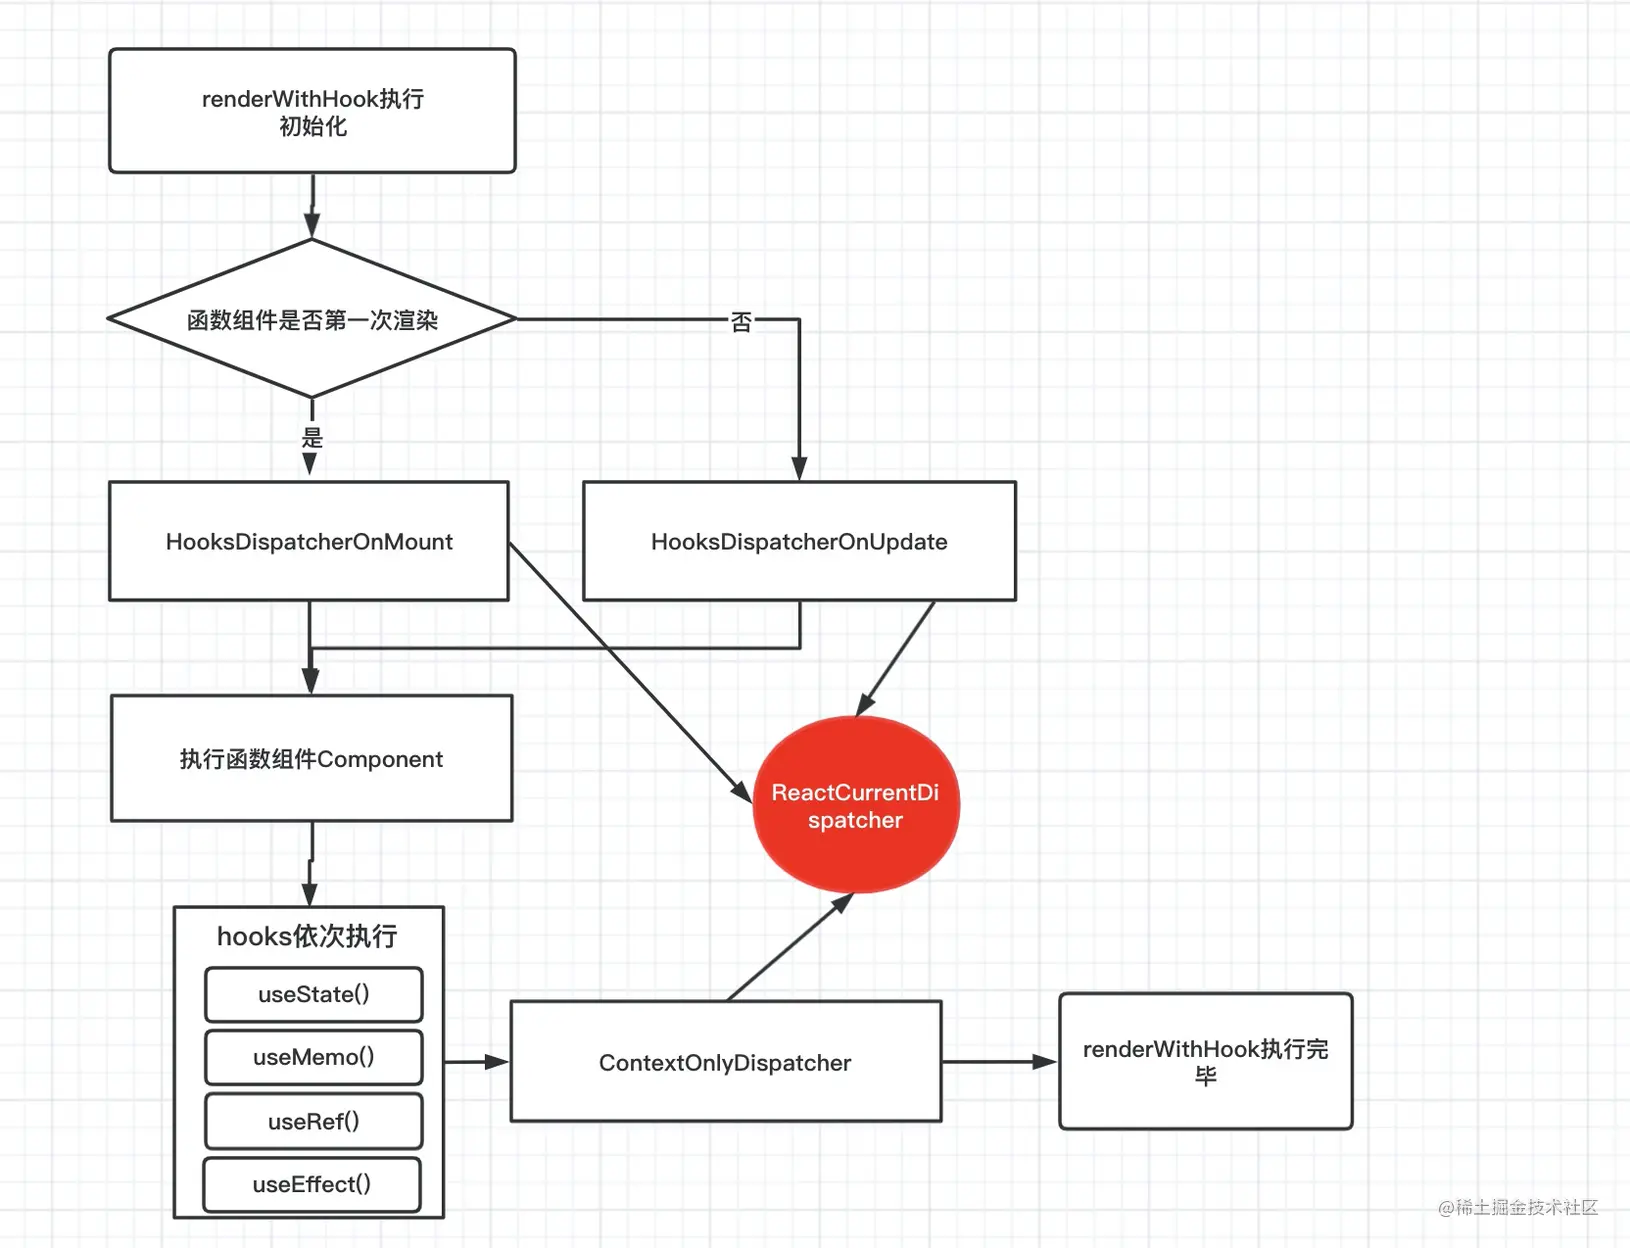 renderWithHook执行
初始化
函数组件是否第一次渲染
否
是
HooksDispatcherOnMount
HooksDispatcherOnUpdate
执行函数组件Component
ReactCurrentDi
spatcher
hooks依次执行
useState()
useMemo()
useRef()
useEffect()
ContextOnlyDispatcher
renderWithHook执行完
毕
@稀土掘金技术社区